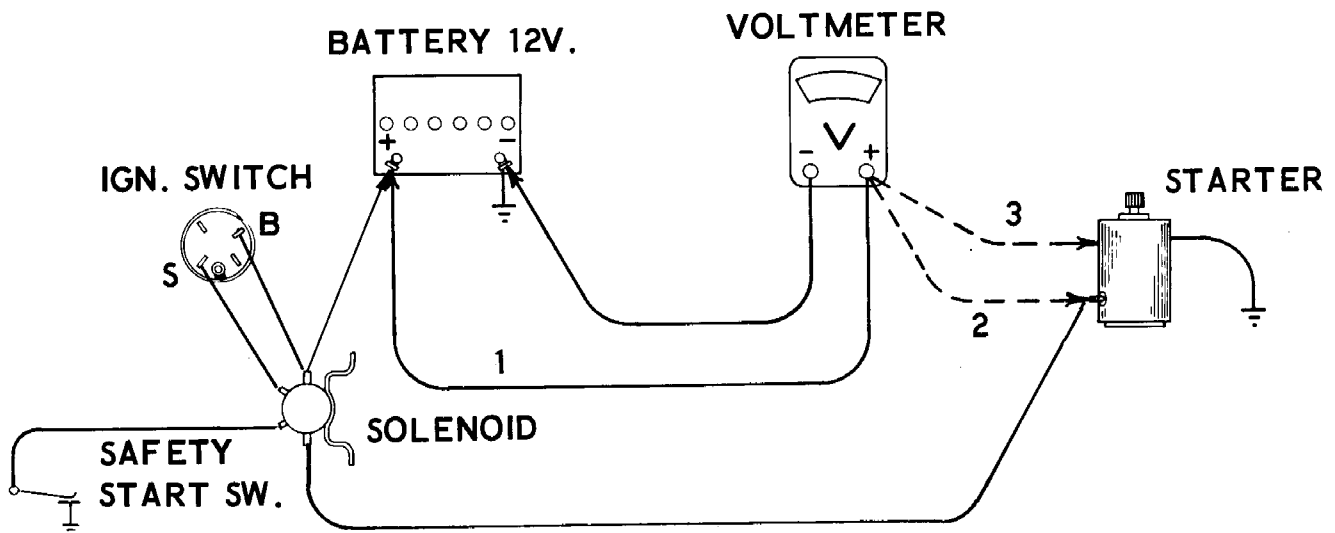 BATTERY 12V.
VOLTMETER
+
-
V
-
+
IGN. SWITCH
B
S
STARTER
3
2
1
SOLENOID
SAFETY
START SW.